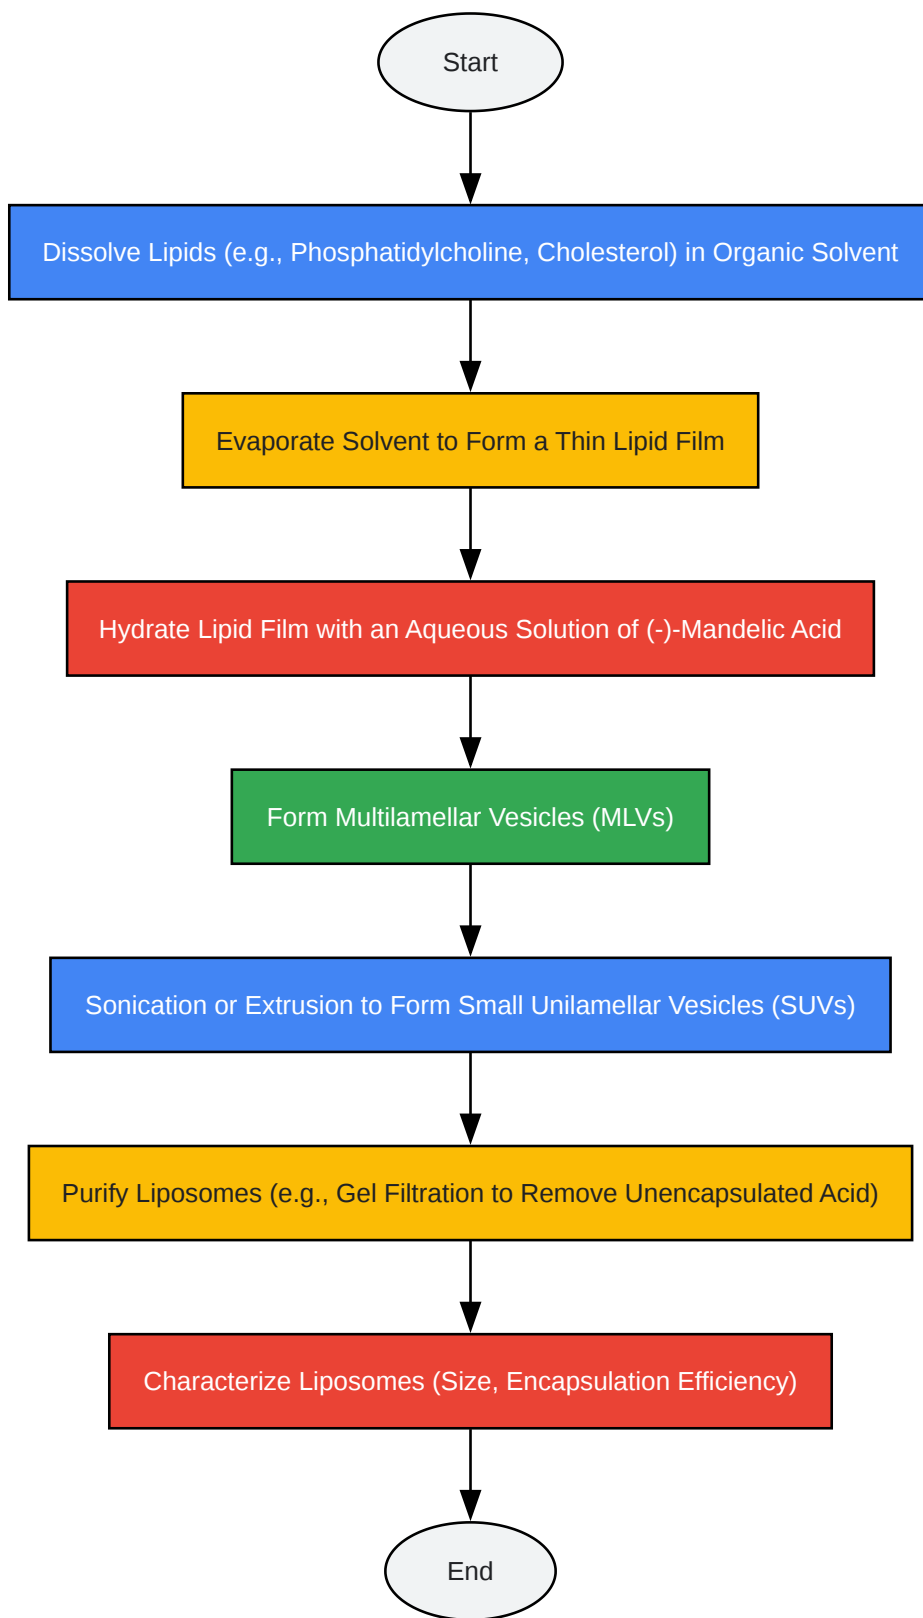 Start
Dissolve Lipids (e.g., Phosphatidylcholine, Cholesterol) in Organic Solvent
Evaporate Solvent to Form a Thin Lipid Film
Hydrate Lipid Film with an Aqueous Solution of (-)-Mandelic Acid
Form Multilamellar Vesicles (MLVs)
Sonication or Extrusion to Form Small Unilamellar Vesicles (SUVs)
Purify Liposomes (e.g., Gel Filtration to Remove Unencapsulated Acid)
Characterize Liposomes (Size, Encapsulation Efficiency)
End